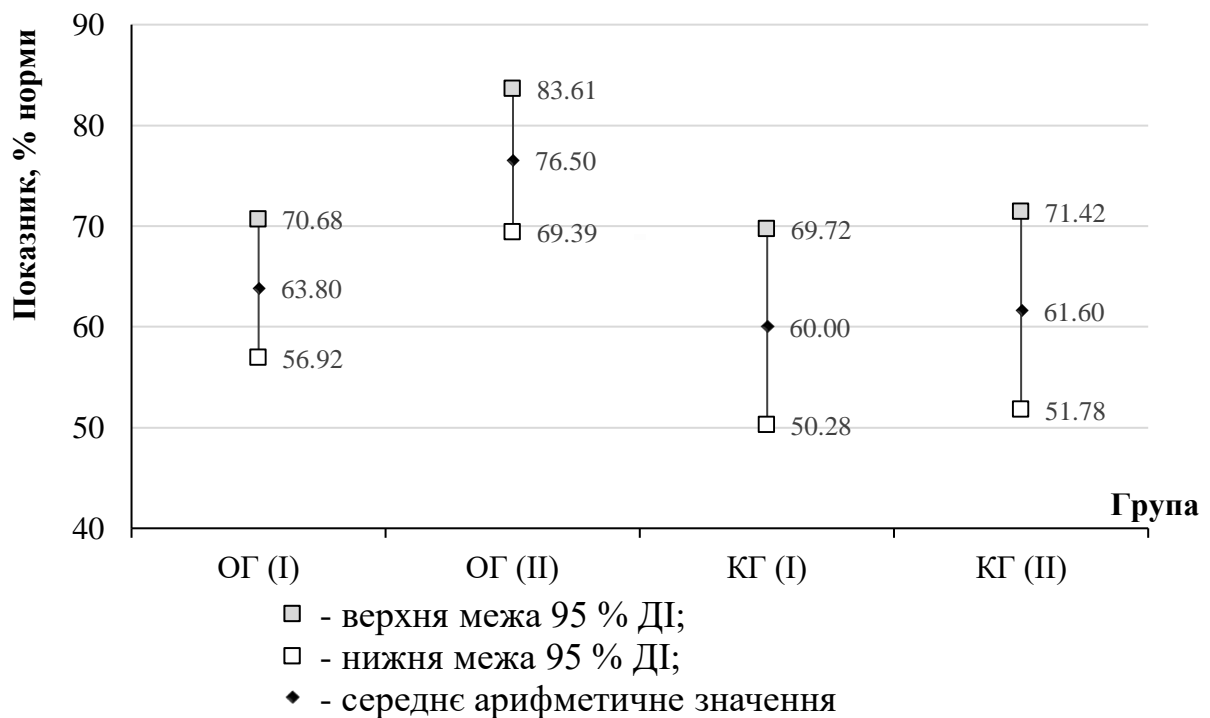 Показник, % норми
90
80
70
60
50
40
70.68
63.80
56.92
83.61
76.50
69.39
69.72
60.00
50.28
71.42
61.60
51.78
Група
ОГ (I)
ОГ (II)
КГ (I)
КГ (II)
- верхня межа 95 % ДІ;
- нижня межа 95 % ДІ;
- середнє арифметичне значення